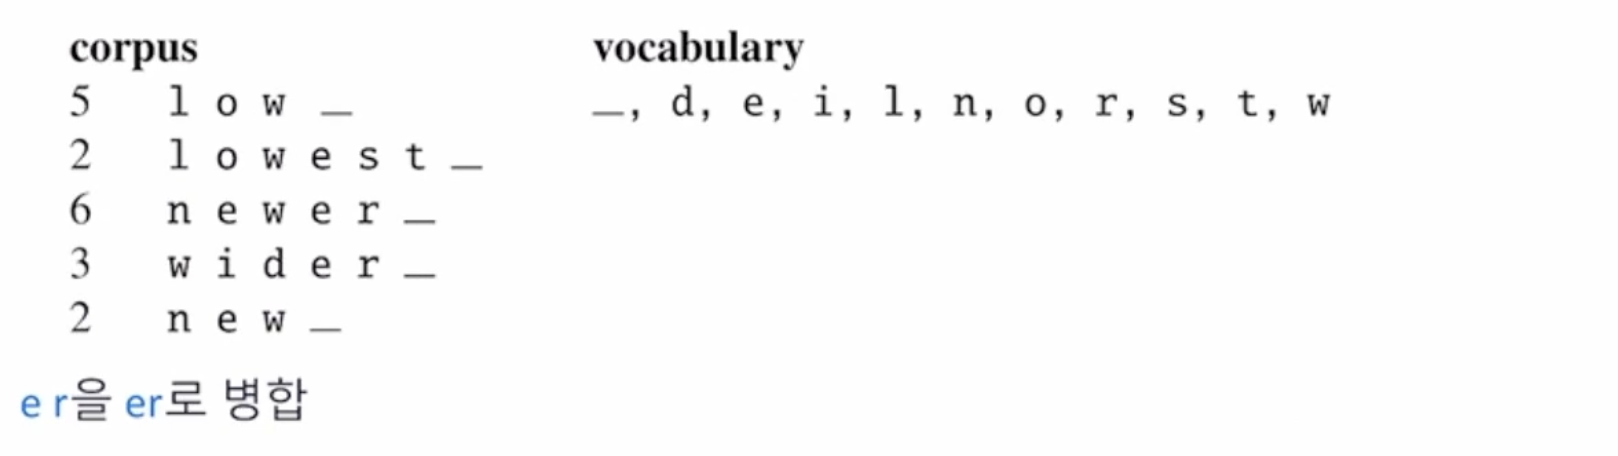 corpus vocabulary
5 l o w _ _, d, e, i, l, n, o, r, s, t, w
2 l o w e s t _
6 n e w e r _
3 w i d e r _
2 n e w _
e r을 er로 병합